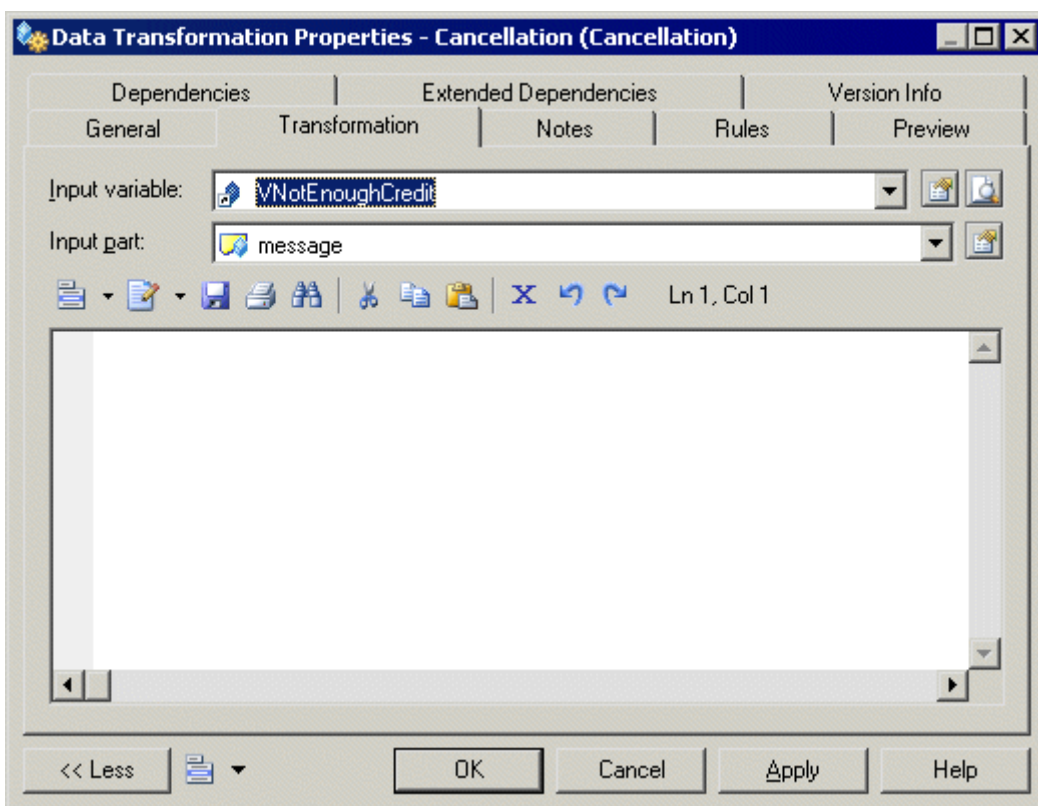 Data Transformation Properties - Cancellation (Cancellation)
Dependencies Extended Dependencies Version Info
General Transformation Notes Rules Preview
Input variable: VNotEnoughCredit
Input part: message
Ln 1, Col 1
<< Less OK Cancel Apply Help